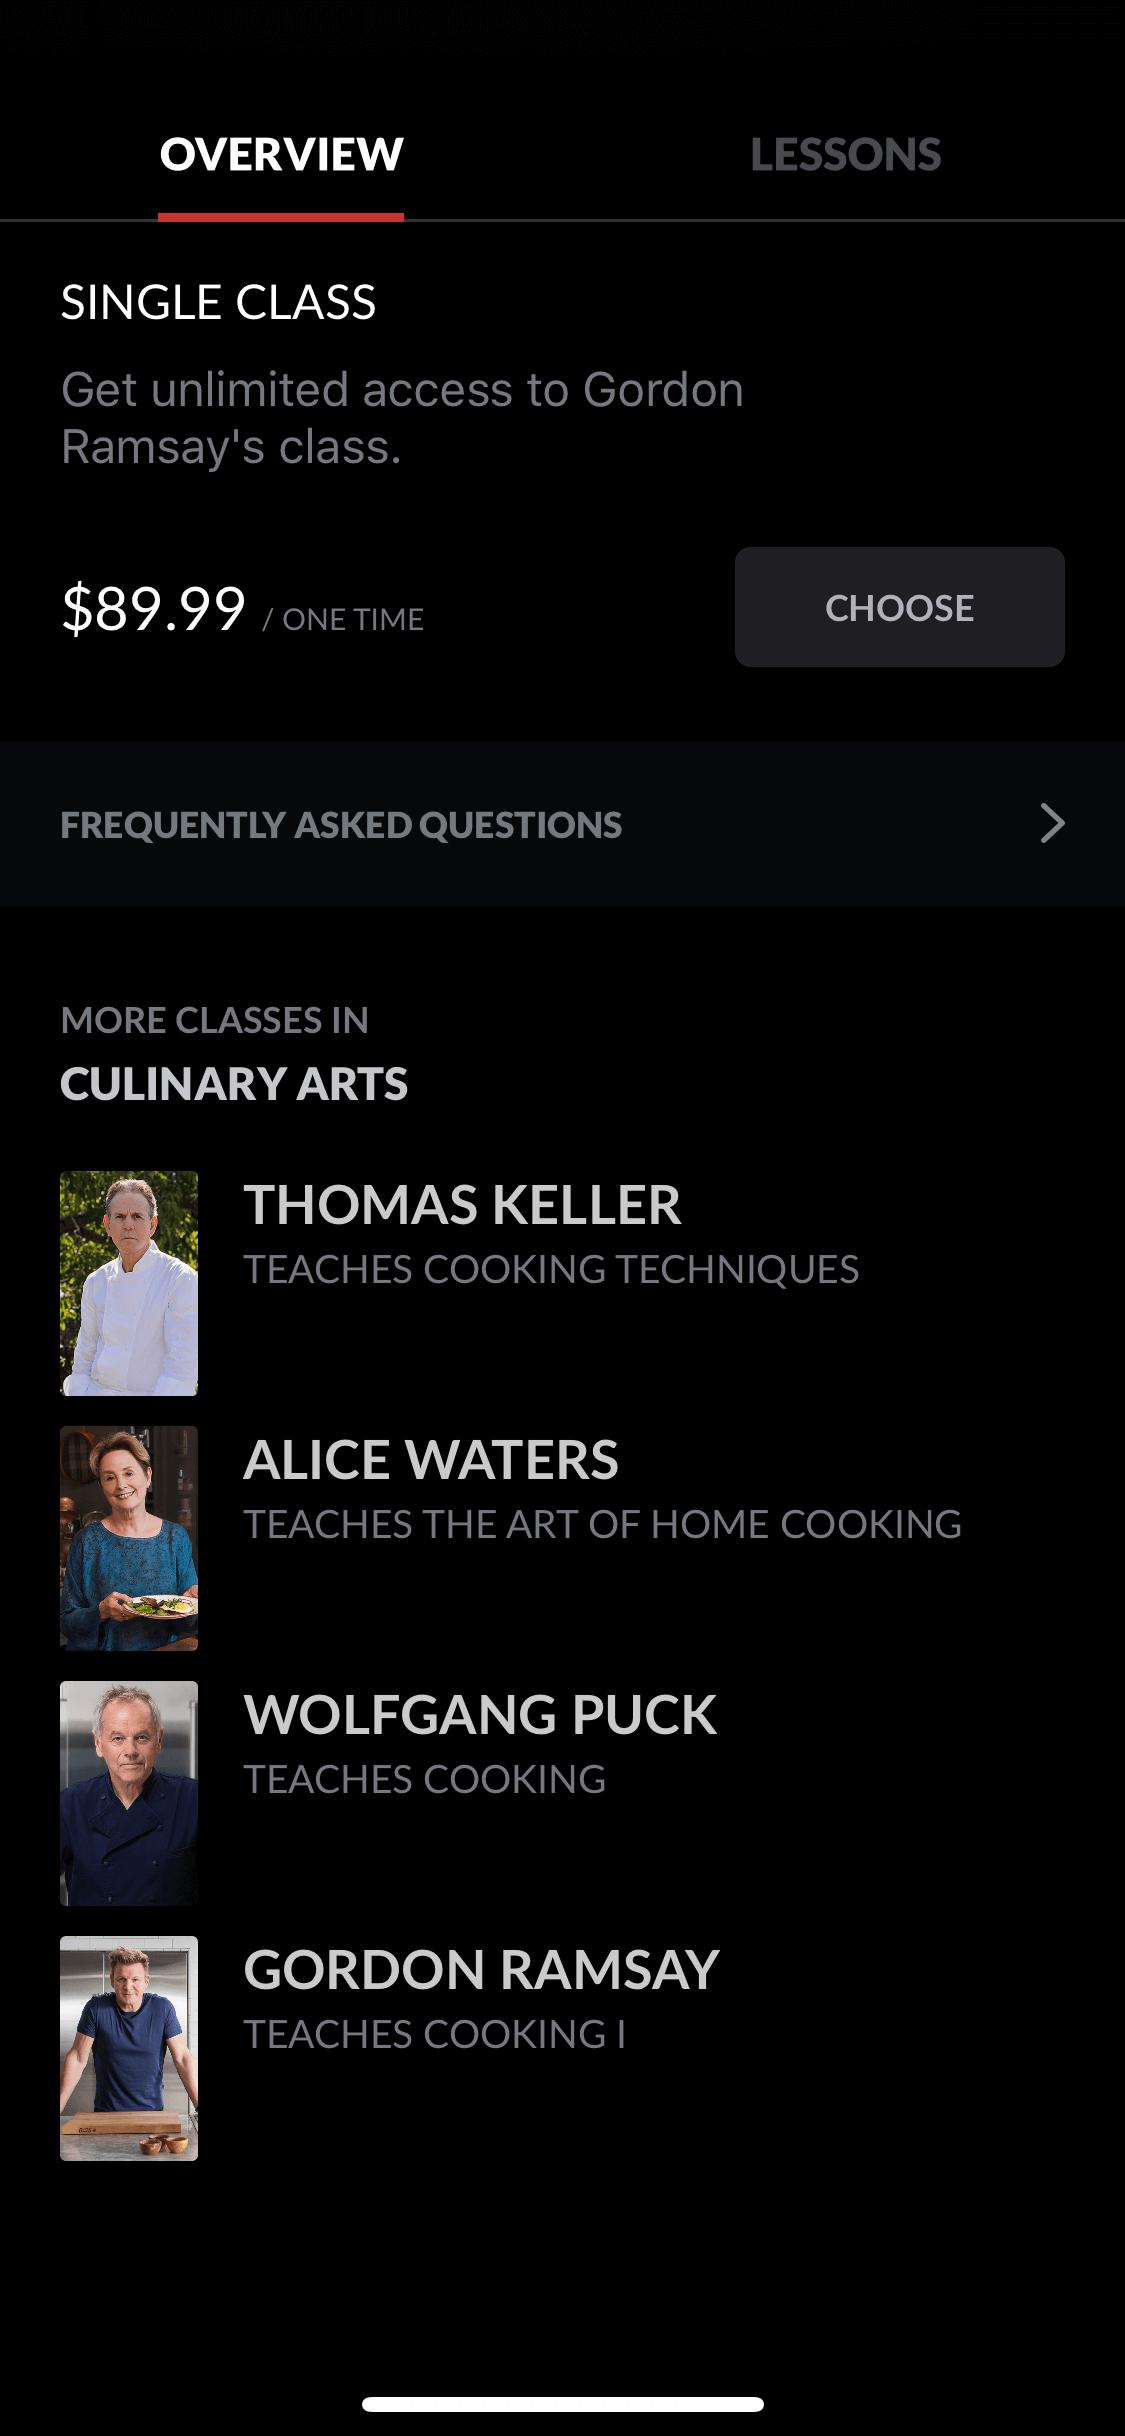 OVERVIEW
LESSONS
SINGLE CLASS
Get unlimited access to Gordon
Ramsay's class.
$89.99 / ONE TIME
CHOOSE
FREQUENTLY ASKED QUESTIONS
MORE CLASSES IN
CULINARY ARTS
THOMAS KELLER
TEACHES COOKING TECHNIQUES
ALICE WATERS
TEACHES THE ART OF HOME COOKING
WOLFGANG PUCK
TEACHES COOKING
GORDON RAMSAY
TEACHES COOKING I